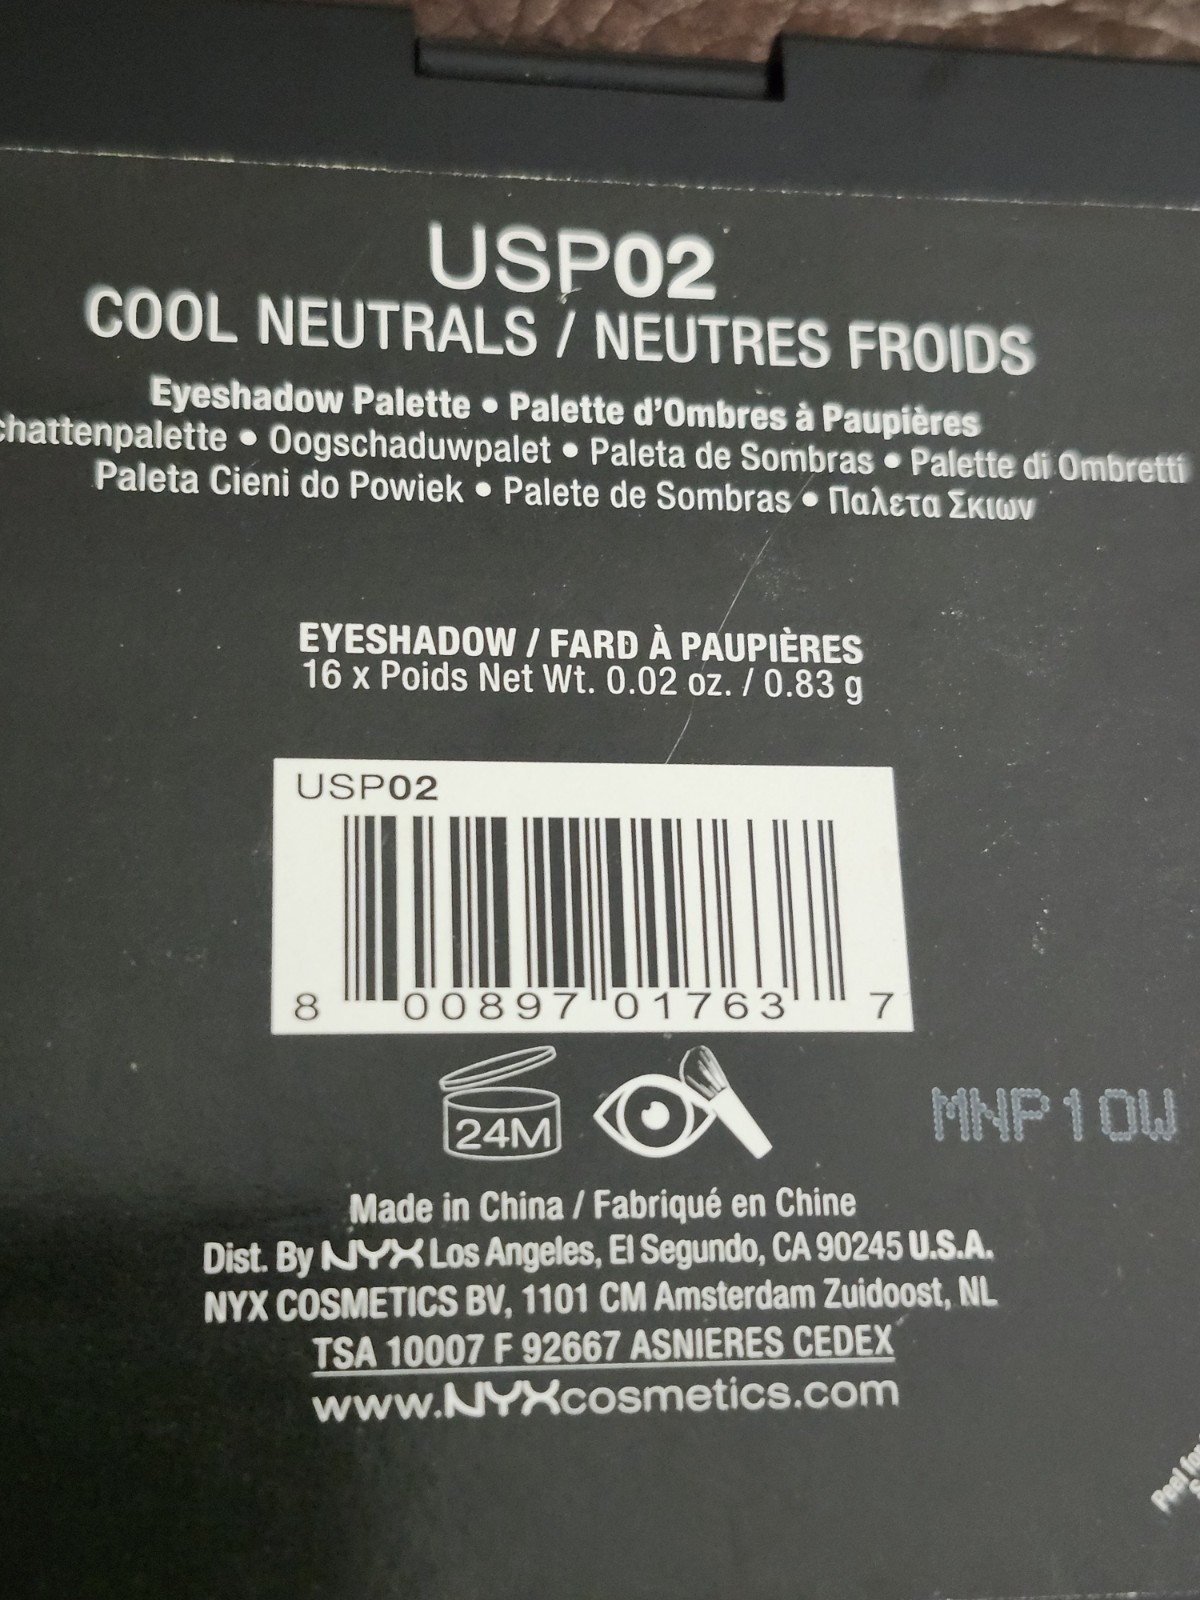 USP02
COOL NEUTRALS / NEUTRES FROIDS
Eyeshadow Palette • Palette d'Ombres à Paupières
chattenpalette • Oogschaduwpalet • Paleta de Sombras • Palette di Ombretti
Paleta Cieni do Powiek • Palete de Sombras • Παλετα Σκιων
EYESHADOW / FARD À PAUPIÈRES
16 x Poids Net Wt. 0.02 oz. / 0.83 g
USP02
8 00897 01763 7
24M
MNP10W
Made in China / Fabriqué en Chine
Dist. By NYX Los Angeles, El Segundo, CA 90245 U.S.A.
NYX COSMETICS BV, 1101 CM Amsterdam Zuidoost, NL
TSA 10007 F 92667 ASNIERES CEDEX
www.NYXcosmetics.com
Peel for